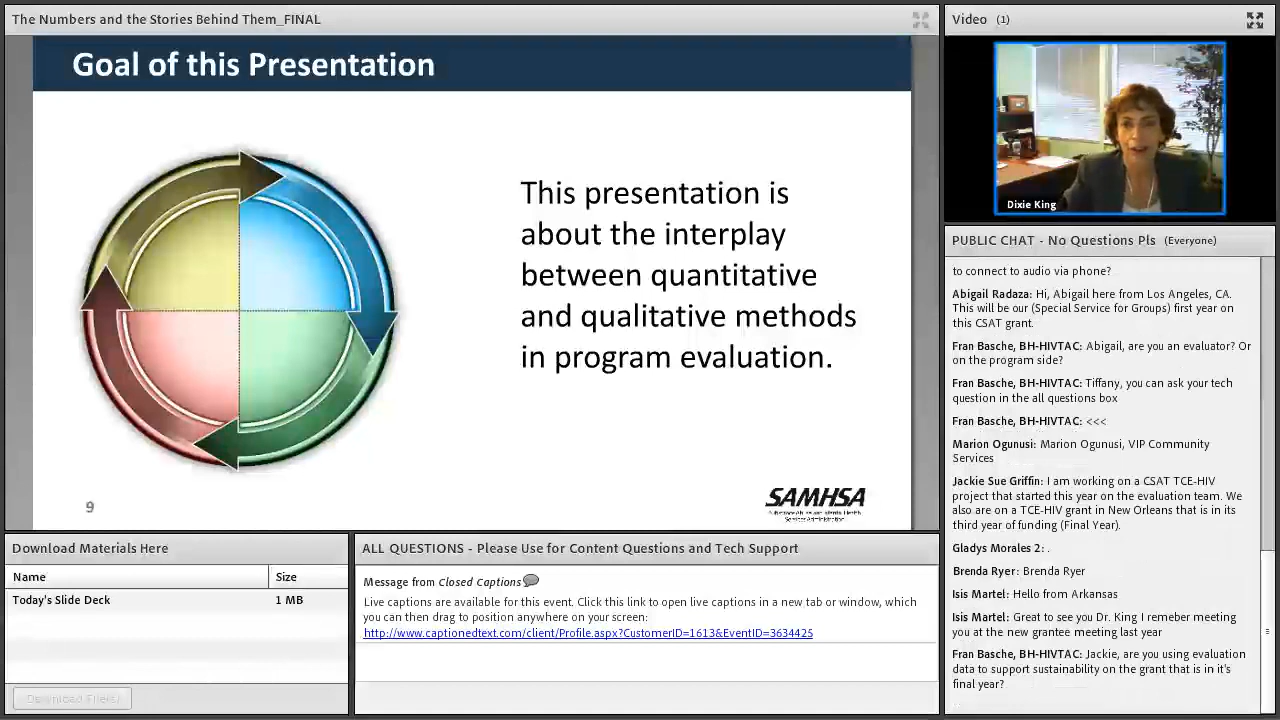 The Numbers and the Stories Behind Them_FINAL
Goal of this Presentation
This presentation is
about the interplay
between quantitative
and qualitative methods
in program evaluation.
9
SAMHSA
Video (1)
Dixie King
PUBLIC CHAT - No Questions Pls (Everyone)
to connect to audio via phone?
Abigail Radaza: Hi, Abigail here from Los Angeles, CA.
This will be our (Special Service for Groups) first year on
this CSAT grant.
Fran Basche, BH-HIVTAC: Abigail, are you an evaluator? Or
on the program side?
Fran Basche, BH-HIVTAC: Tiffany, you can ask your tech
question in the all questions box
Fran Basche, BH-HIVTAC: <<<
Marion Ogunusi: Marion Ogunusi, VIP Community
Services
Jackie Sue Griffin: I am working on a CSAT TCE-HIV
project that started this year on the evaluation team. We
also are on a TCE-HIV grant in New Orleans that is in its
third year of funding (Final Year).
Gladys Morales 2: .
Brenda Ryer: Brenda Ryer
Isis Martel: Hello from Arkansas
Isis Martel: Great to see you Dr. King I remeber meeting
you at the new grantee meeting last year
Fran Basche, BH-HIVTAC: Jackie, are you using evaluation
data to support sustainability on the grant that is in it's
final year?
Download Materials Here
Name Size
Today's Slide Deck 1 MB
Download File(s)
ALL QUESTIONS - Please Use for Content Questions and Tech Support
Message from Closed Captions
Live captions are available for this event. Click this link to open live captions in a new tab or window, which
you can then drag to position anywhere on your screen:
http://www.captionedtext.com/client/Profile.aspx?CustomerID=1613&EventID=3634425